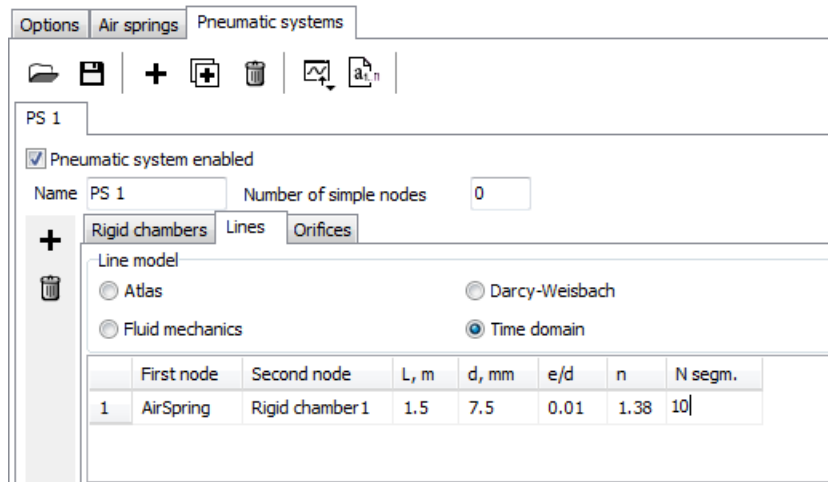 Options Air springs Pneumatic systems
a1..n
PS 1
Pneumatic system enabled
Name PS 1 Number of simple nodes 0
Rigid chambers Lines Orifices
Line model
Atlas Darcy-Weisbach
Fluid mechanics Time domain
First node Second node L, m d, mm e/d n N segm.
1 AirSpring Rigid chamber1 1.5 7.5 0.01 1.38 10